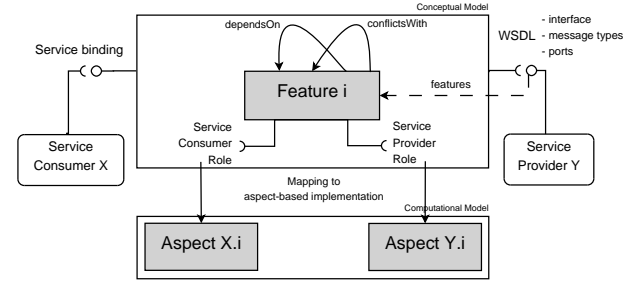 Conceptual Model
dependsOn
conflictsWith
Service binding
WSDL
- interface
- message types
- ports
Feature i
features
Service
Consumer
Role
Service
Provider
Role
Service
Consumer X
Service
Provider Y
Mapping to
aspect-based implementation
Computational Model
Aspect X.i
Aspect Y.i